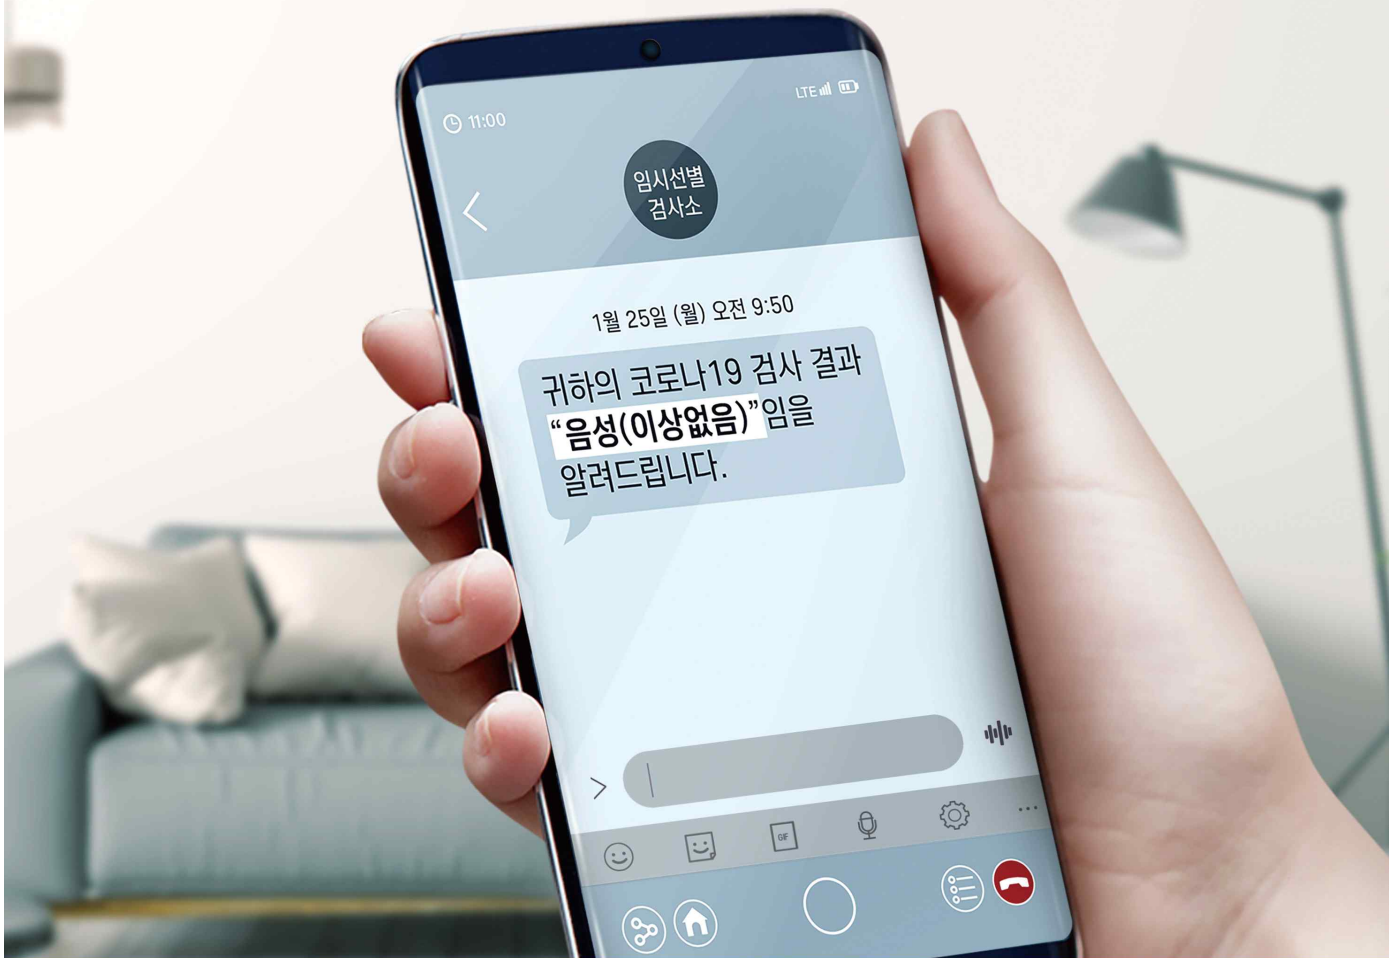 11:00
LTE
임시선별
검사소
1월 25일 (월) 오전 9:50
귀하의 코로나19 검사 결과
“음성(이상없음)”임을
알려드립니다.
GIF